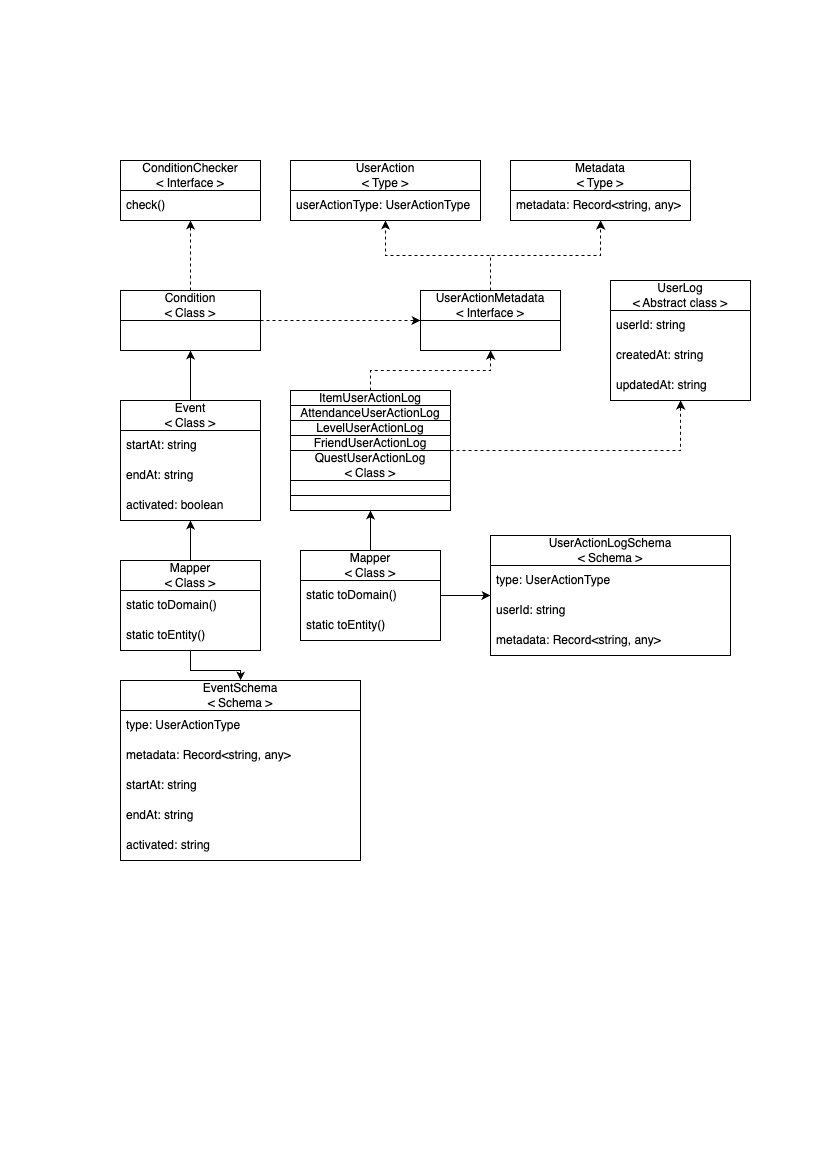 ConditionChecker
< Interface >
check()
UserAction
< Type >
userActionType: UserActionType
Metadata
< Type >
metadata: Record<string, any>
Condition
< Class >
UserActionMetadata
< Interface >
UserLog
< Abstract class >
userId: string
createdAt: string
updatedAt: string
Event
< Class >
startAt: string
endAt: string
activated: boolean
ItemUserActionLog
AttendanceUserActionLog
LevelUserActionLog
FriendUserActionLog
QuestUserActionLog
< Class >
Mapper
< Class >
static toDomain()
static toEntity()
Mapper
< Class >
static toDomain()
static toEntity()
UserActionLogSchema
< Schema >
type: UserActionType
userId: string
metadata: Record<string, any>
EventSchema
< Schema >
type: UserActionType
metadata: Record<string, any>
startAt: string
endAt: string
activated: string